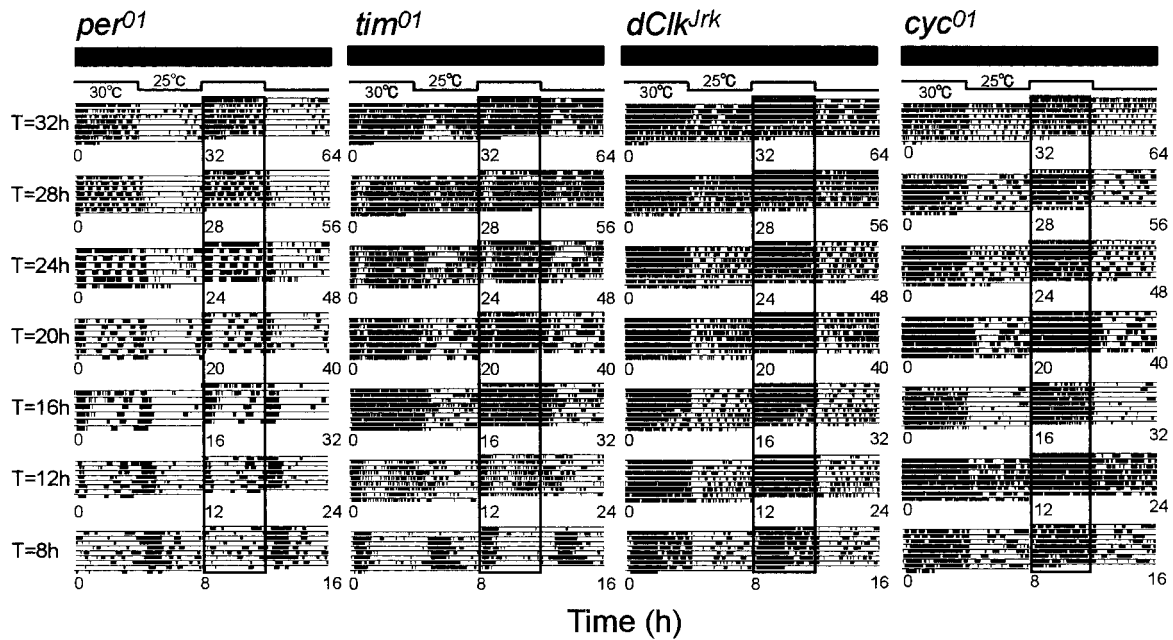 per01 tim01 dClkJrk cyc01
25°C 25°C 25°C 25°C
30°C 30°C 30°C 30°C
T=32h
0 32 64 0 32 64 0 32 64 0 32 64
T=28h
0 28 56 0 28 56 0 28 56 0 28 56
T=24h
0 24 48 0 24 48 0 24 48 0 24 48
T=20h
0 20 40 0 20 40 0 20 40 0 20 40
T=16h
0 16 32 0 16 32 0 16 32 0 16 32
T=12h
0 12 24 0 12 24 0 12 24 0 12 24
T=8h
0 8 16 0 8 16 0 8 16 0 8 16
Time (h)